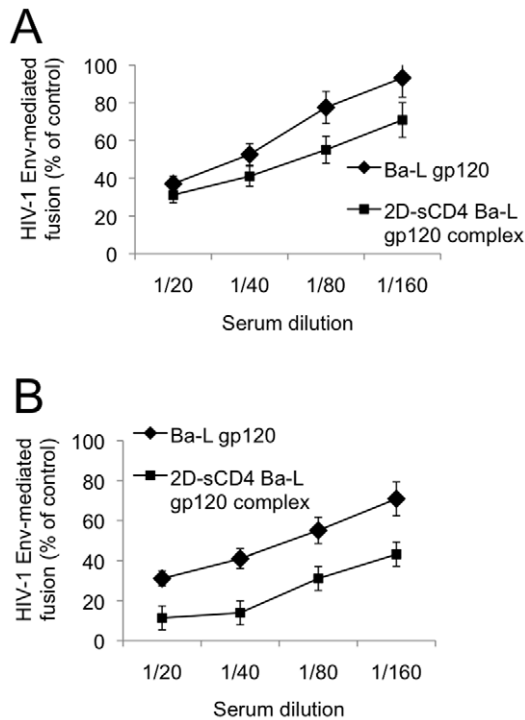 A
HIV-1 Env-mediated
fusion (% of control)
100
80
60
40
20
0
Ba-L gp120
2D-sCD4 Ba-L
gp120 complex
1/20 1/40 1/80 1/160
Serum dilution
B
HIV-1 Env-mediated
fusion (% of control)
100
80
60
40
20
0
Ba-L gp120
2D-sCD4 Ba-L
gp120 complex
1/20 1/40 1/80 1/160
Serum dilution